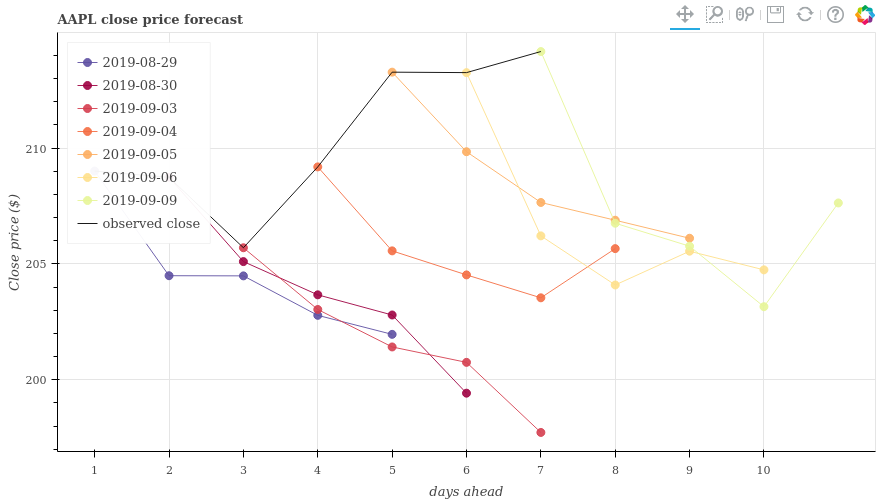 AAPL close price forecast
2019-08-29
2019-08-30
2019-09-03
2019-09-04
2019-09-05
2019-09-06
2019-09-09
observed close
210
205
200
Close price ($)
1 2 3 4 5 6 7 8 9 10
days ahead